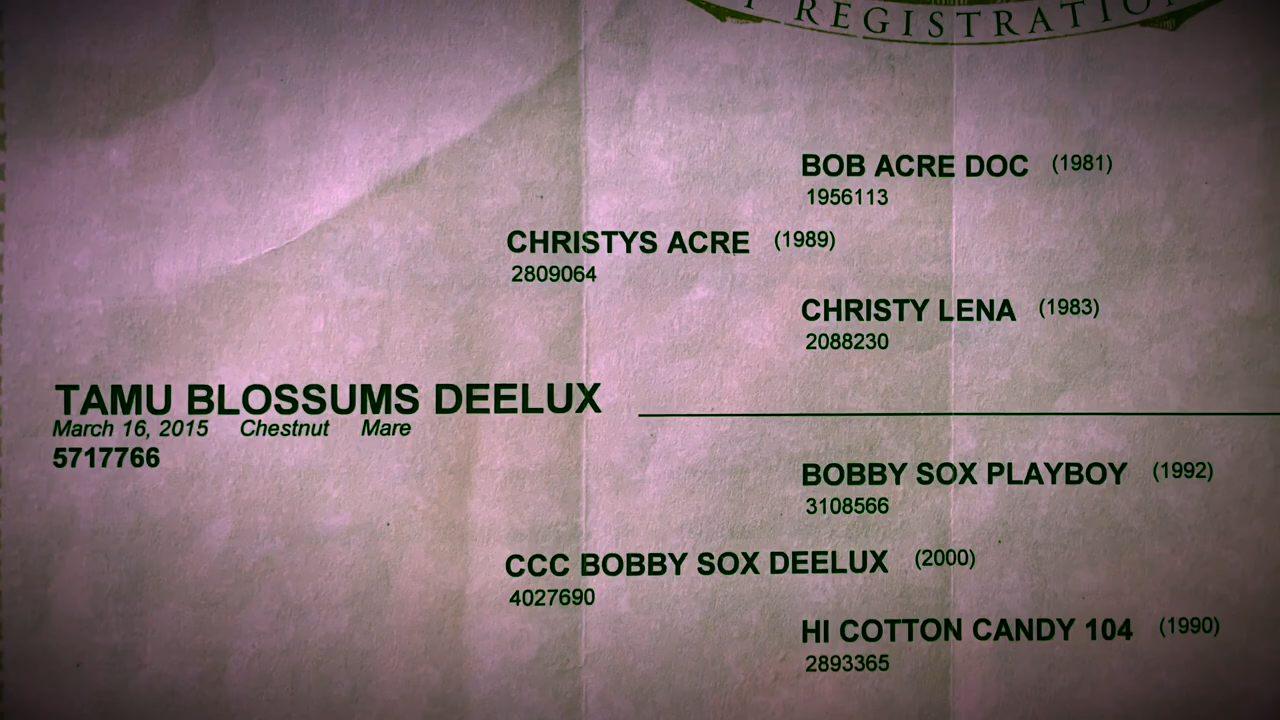 REGISTRATION
BOB ACRE DOC (1981)
1956113
CHRISTYS ACRE (1989)
2809064
CHRISTY LENA (1983)
2088230
TAMU BLOSSUMS DEELUX
March 16, 2015 Chestnut Mare
5717766
BOBBY SOX PLAYBOY (1992)
3108566
CCC BOBBY SOX DEELUX (2000)
4027690
HI COTTON CANDY 104 (1990)
2893365